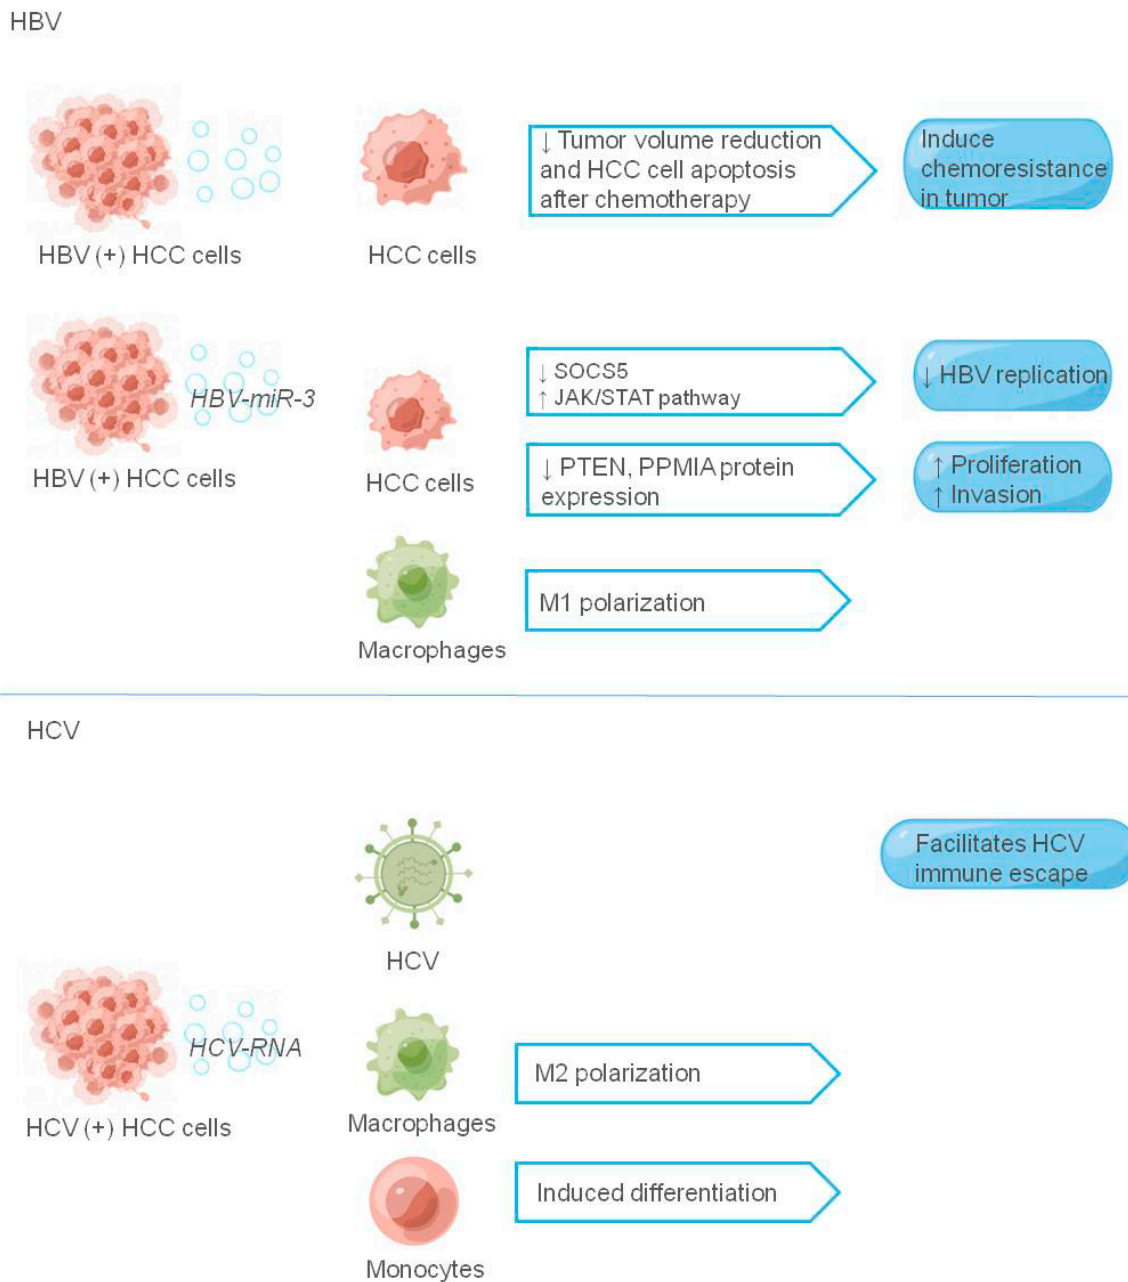 HBV
↓ Tumor volume reduction
and HCC cell apoptosis
after chemotherapy
Induce
chemoresistance
in tumor
HBV (+) HCC cells
HCC cells
HBV-miR-3
↓ SOCS5
↑ JAK/STAT pathway
↓ HBV replication
HBV (+) HCC cells
HCC cells
↓ PTEN, PPMIA protein
expression
↑ Proliferation
↑ Invasion
M1 polarization
Macrophages
HCV
Facilitates HCV
immune escape
HCV
HCV-RNA
HCV (+) HCC cells
M2 polarization
Macrophages
Induced differentiation
Monocytes